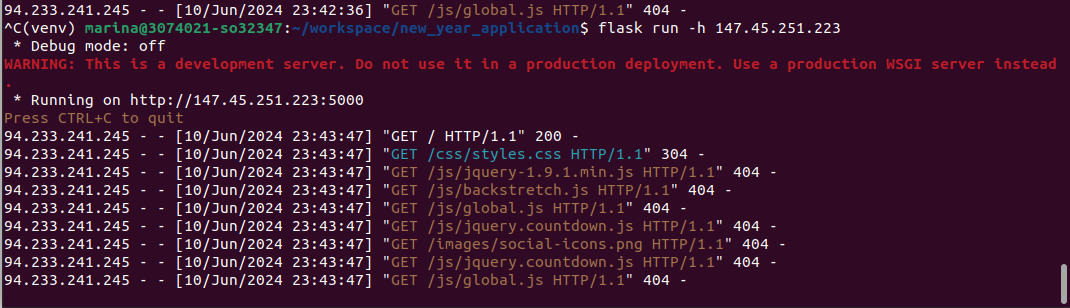 94.233.241.245 - - [10/Jun/2024 23:42:36] "GET /js/global.js HTTP/1.1" 404 -
^C(venv) marina@3074021-so32347:~/workspace/new_year_application$ flask run -h 147.45.251.223
 * Debug mode: off
WARNING: This is a development server. Do not use it in a production deployment. Use a production WSGI server instead
.
 * Running on http://147.45.251.223:5000
Press CTRL+C to quit
94.233.241.245 - - [10/Jun/2024 23:43:47] "GET / HTTP/1.1" 200 -
94.233.241.245 - - [10/Jun/2024 23:43:47] "GET /css/styles.css HTTP/1.1" 304 -
94.233.241.245 - - [10/Jun/2024 23:43:47] "GET /js/jquery-1.9.1.min.js HTTP/1.1" 404 -
94.233.241.245 - - [10/Jun/2024 23:43:47] "GET /js/backstretch.js HTTP/1.1" 404 -
94.233.241.245 - - [10/Jun/2024 23:43:47] "GET /js/global.js HTTP/1.1" 404 -
94.233.241.245 - - [10/Jun/2024 23:43:47] "GET /js/jquery.countdown.js HTTP/1.1" 404 -
94.233.241.245 - - [10/Jun/2024 23:43:47] "GET /images/social-icons.png HTTP/1.1" 404 -
94.233.241.245 - - [10/Jun/2024 23:43:47] "GET /js/jquery.countdown.js HTTP/1.1" 404 -
94.233.241.245 - - [10/Jun/2024 23:43:47] "GET /js/global.js HTTP/1.1" 404 -